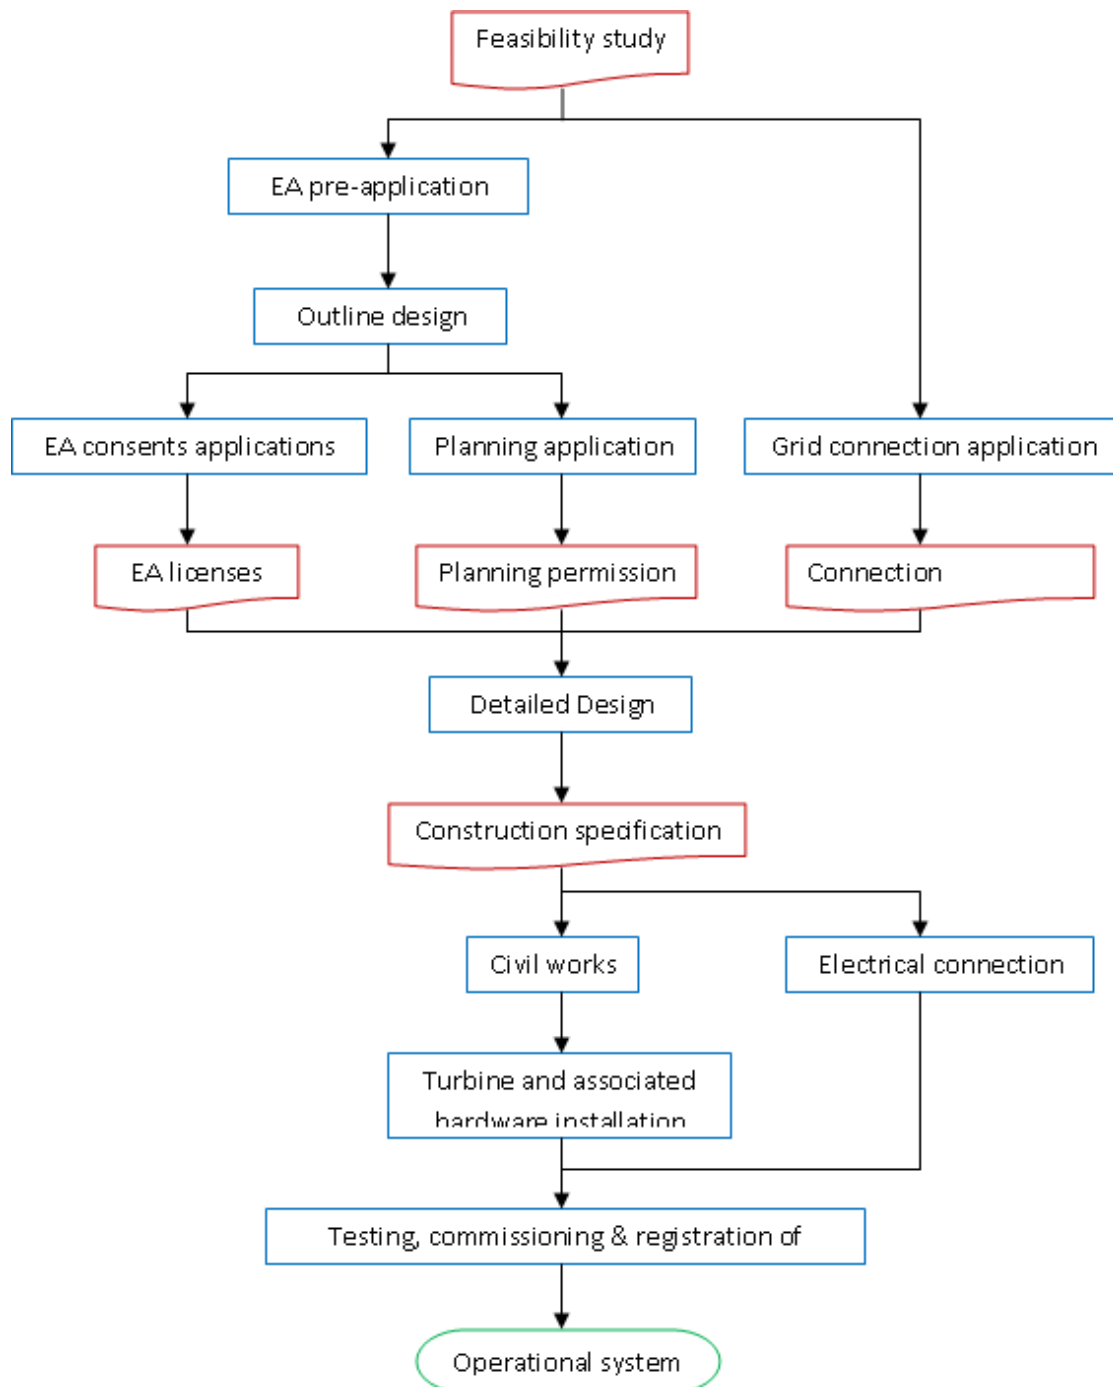 Feasibility study
EA pre-application
Outline design
EA consents applications
Planning application
Grid connection application
EA licenses
Planning permission
Connection
Detailed Design
Construction specification
Civil works
Electrical connection
Turbine and associated
hardware installation
Testing, commissioning & registration of
Operational system